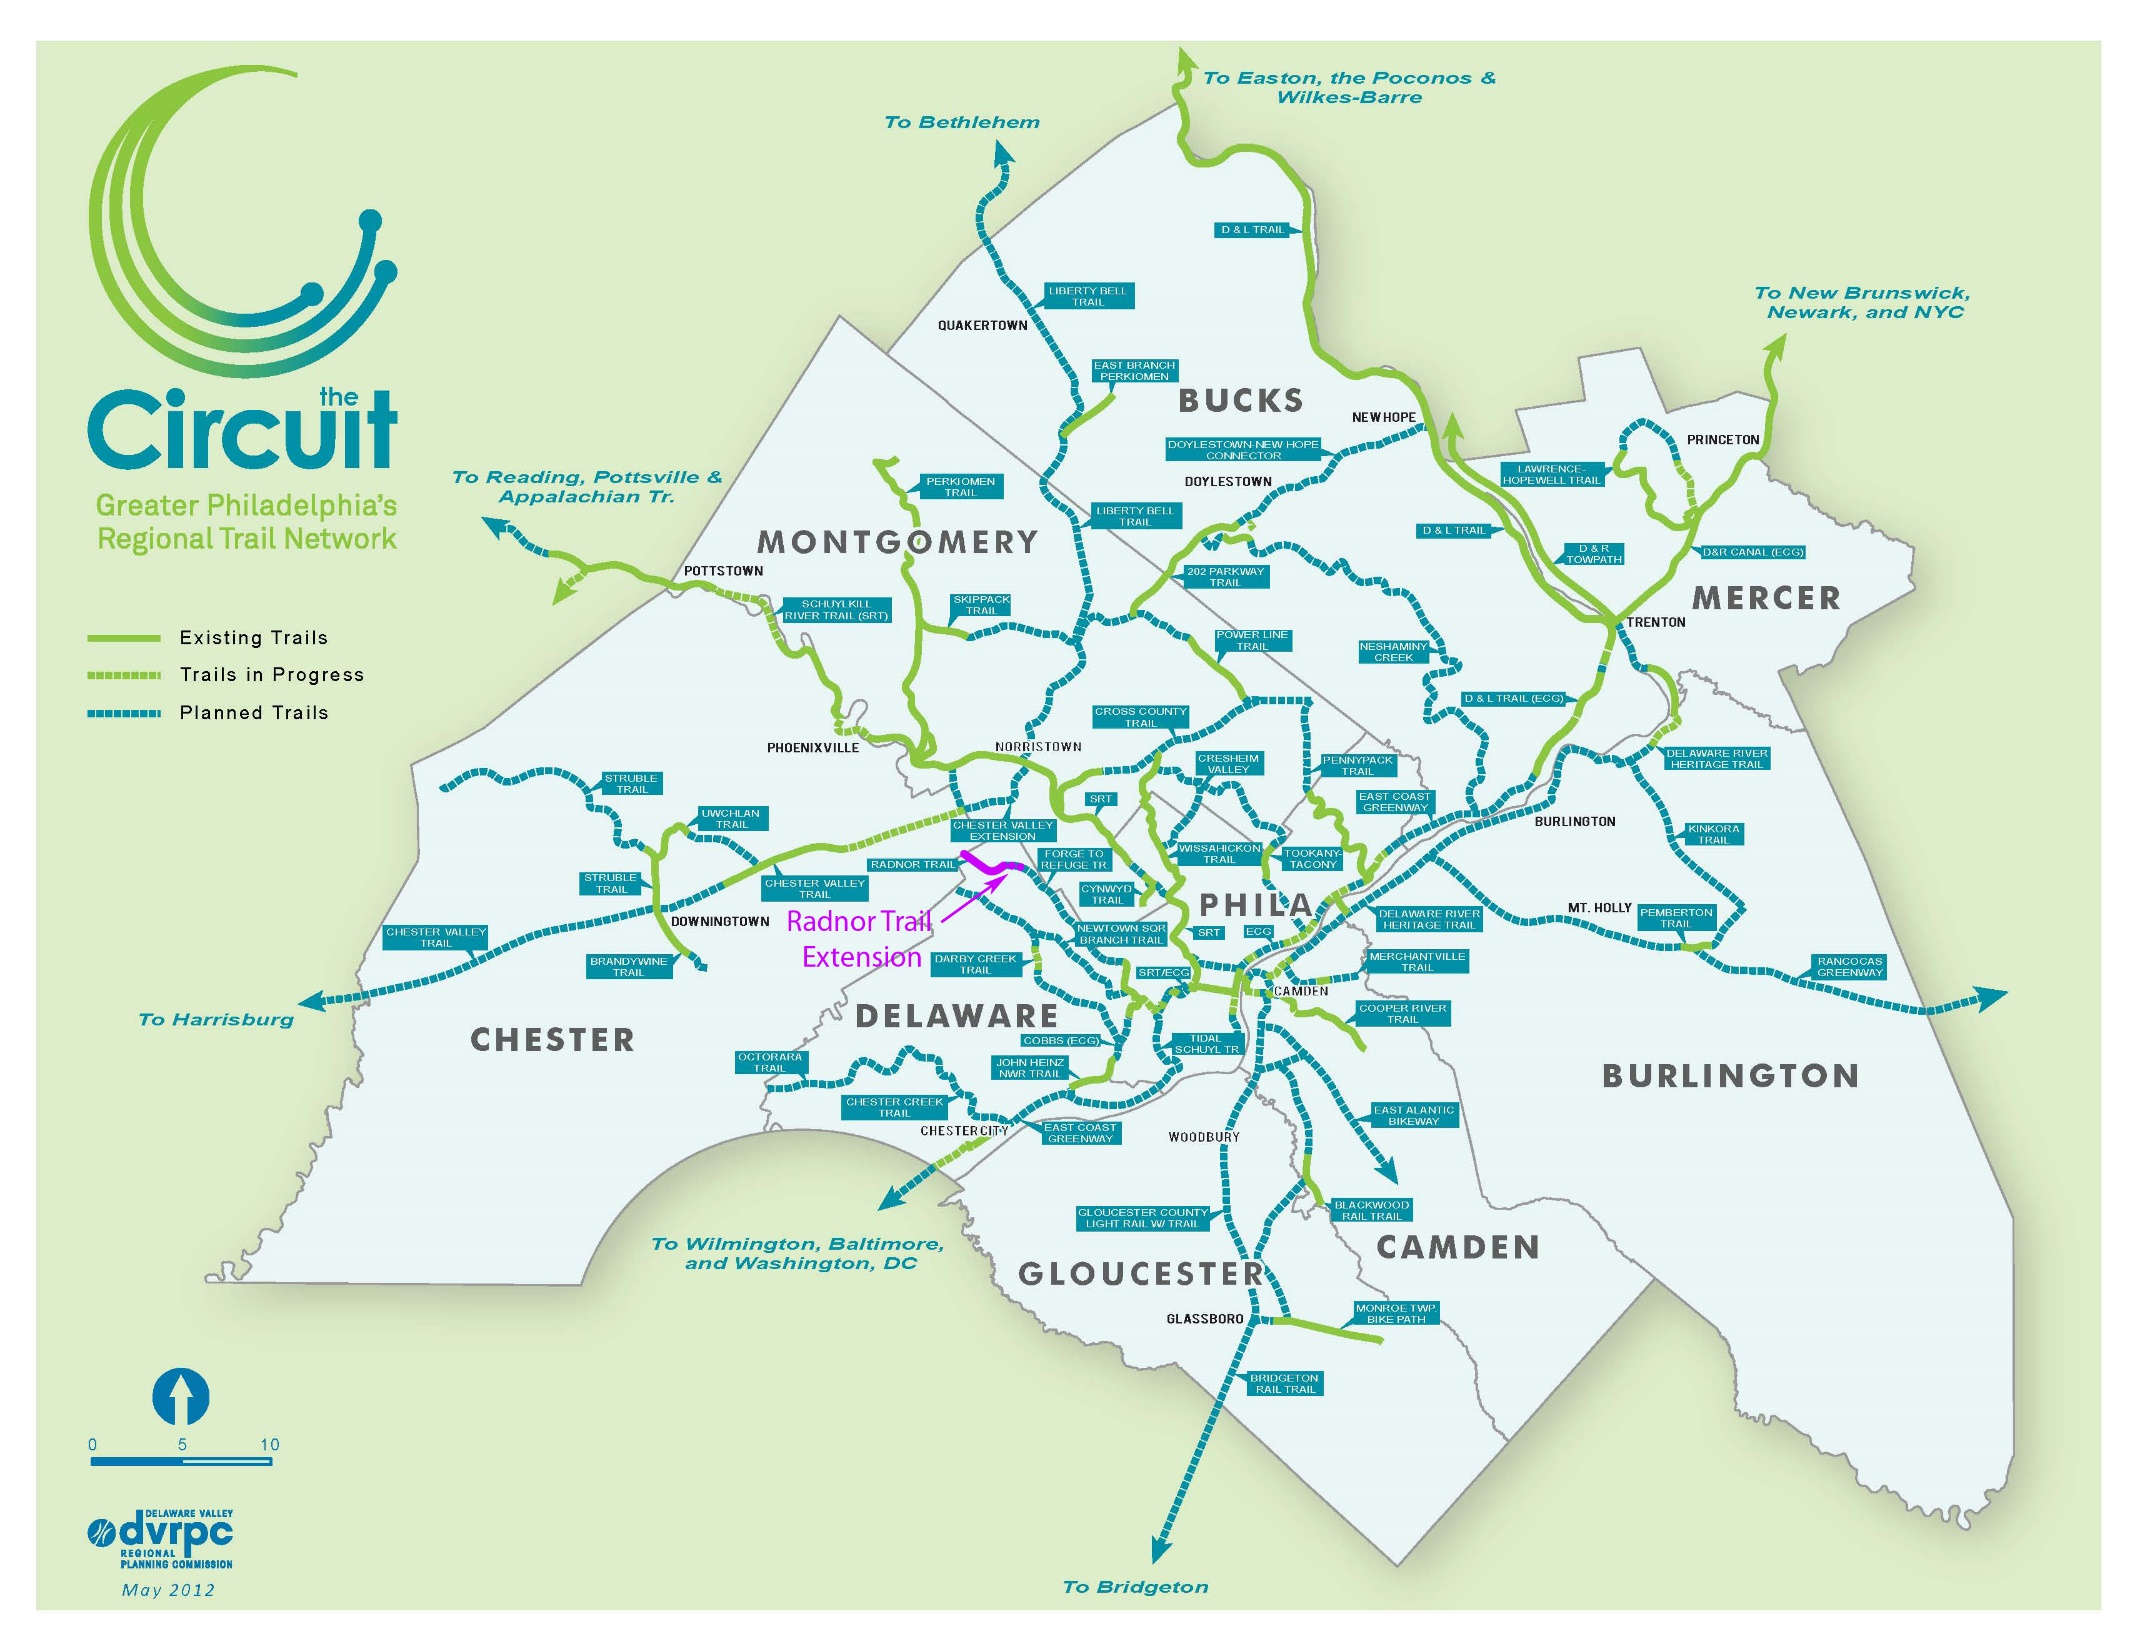 the
Circuit
Greater Philadelphia's
Regional Trail Network
Existing Trails
Trails in Progress
Planned Trails
To Easton, the Poconos &
Wilkes-Barre
To Bethlehem
To New Brunswick,
Newark, and NYC
To Reading, Pottsville &
Appalachian Tr.
D & L TRAIL
LIBERTY BELL
TRAIL
QUAKERTOWN
EAST BRANCH
PERKIOMEN
BUCKS
NEW HOPE
DOYLESTOWN-NEW HOPE
CONNECTOR
DOYLESTOWN
PRINCETON
LAWRENCE-
HOPEWELL TRAIL
PERKIOMEN
TRAIL
LIBERTY BELL
TRAIL
MONTGOMERY
D & L TRAIL
D & R
TOWPATH
D&R CANAL (ECG)
MERCER
POTTSTOWN
202 PARKWAY
TRAIL
SCHUYLKILL
RIVER TRAIL (SRT)
SKIPPACK
TRAIL
TRENTON
POWER LINE
TRAIL
NESHAMINY
CREEK
D & L TRAIL (ECG)
CROSS COUNTY
TRAIL
PHOENIXVILLE
NORRISTOWN
CRESHEIM
VALLEY
PENNYPACK
TRAIL
DELAWARE RIVER
HERITAGE TRAIL
STRUBLE
TRAIL
SRT
EAST COAST
GREENWAY
UWCHLAN
TRAIL
CHESTER VALLEY
EXTENSION
BURLINGTON
KINKORA
TRAIL
RADNOR TRAIL
FORGE TO
REFUGE TR.
WISSAHICKON
TRAIL
TOOKANY-
TACONY
STRUBLE
TRAIL
CHESTER VALLEY
TRAIL
CYNWYD
TRAIL
PHILA
Radnor Trail
Extension
DOWNINGTOWN
MT. HOLLY
PEMBERTON
TRAIL
DELAWARE RIVER
HERITAGE TRAIL
CHESTER VALLEY
TRAIL
NEWTOWN SQR
BRANCH TRAIL
SRT
ECG
BRANDYWINE
TRAIL
DARBY CREEK
TRAIL
MERCHANTVILLE
TRAIL
RANCOCAS
GREENWAY
SRT/ECG
CAMDEN
To Harrisburg
DELAWARE
COOPER RIVER
TRAIL
CHESTER
COBBS (ECG)
TIDAL
SCHUYL TR
OCTORARA
TRAIL
JOHN HEINZ
NWR TRAIL
BURLINGTON
CHESTER CREEK
TRAIL
EAST ALANTIC
BIKEWAY
CHESTER CITY
EAST COAST
GREENWAY
WOODBURY
GLOUCESTER COUNTY
LIGHT RAIL W/ TRAIL
BLACKWOOD
RAIL TRAIL
To Wilmington, Baltimore,
and Washington, DC
CAMDEN
GLOUCESTER
GLASSBORO
MONROE TWP.
BIKE PATH
BRIDGETON
RAIL TRAIL
To Bridgeton
0 5 10
DELAWARE VALLEY
dvrpc
REGIONAL
PLANNING COMMISSION
May 2012